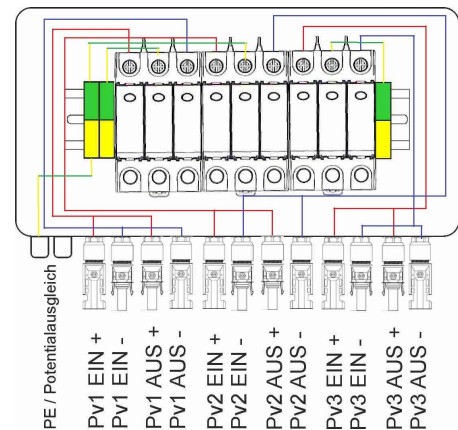 PE / Potentialausgleich
Pv1 EIN +
Pv1 EIN -
Pv1 AUS +
Pv1 AUS -
Pv2 EIN +
Pv2 EIN -
Pv2 AUS +
Pv2 AUS -
Pv3 EIN +
Pv3 EIN -
Pv3 AUS +
Pv3 AUS -